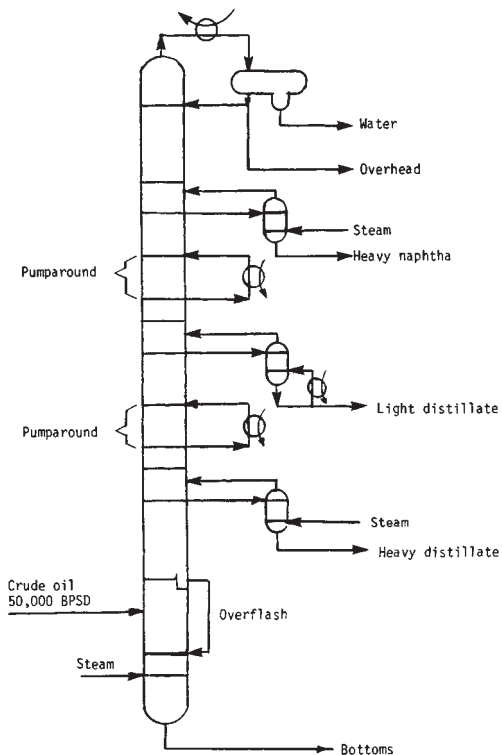 Water
Overhead
Steam
Heavy naphtha
Pumparound
Light distillate
Pumparound
Steam
Heavy distillate
Crude oil
50,000 BPSD
Overflash
Steam
Bottoms